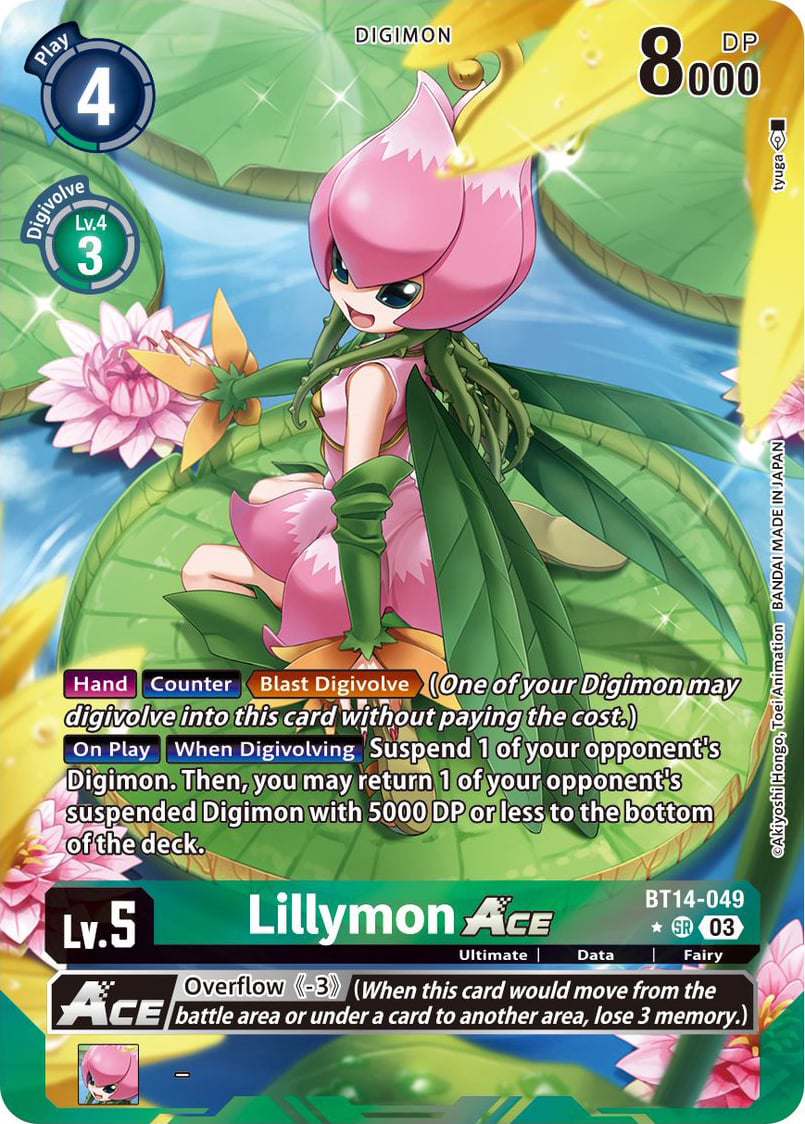 DIGIMON
Play
4
DP
8000
tyuga
Digivolve
Lv.4
3
Hand Counter Blast Digivolve (One of your Digimon may
digivolve into this card without paying the cost.)
On Play When Digivolving Suspend 1 of your opponent's
Digimon. Then, you may return 1 of your opponent's
suspended Digimon with 5000 DP or less to the bottom
of the deck.
©Akiyoshi Hongo, Toei Animation BANDAI MADE IN JAPAN
Lv.5
Lillymon ACE
BT14-049
SR 03
Ultimate | Data | Fairy
ACE Overflow 《-3》 (When this card would move from the
battle area or under a card to another area, lose 3 memory.)
-